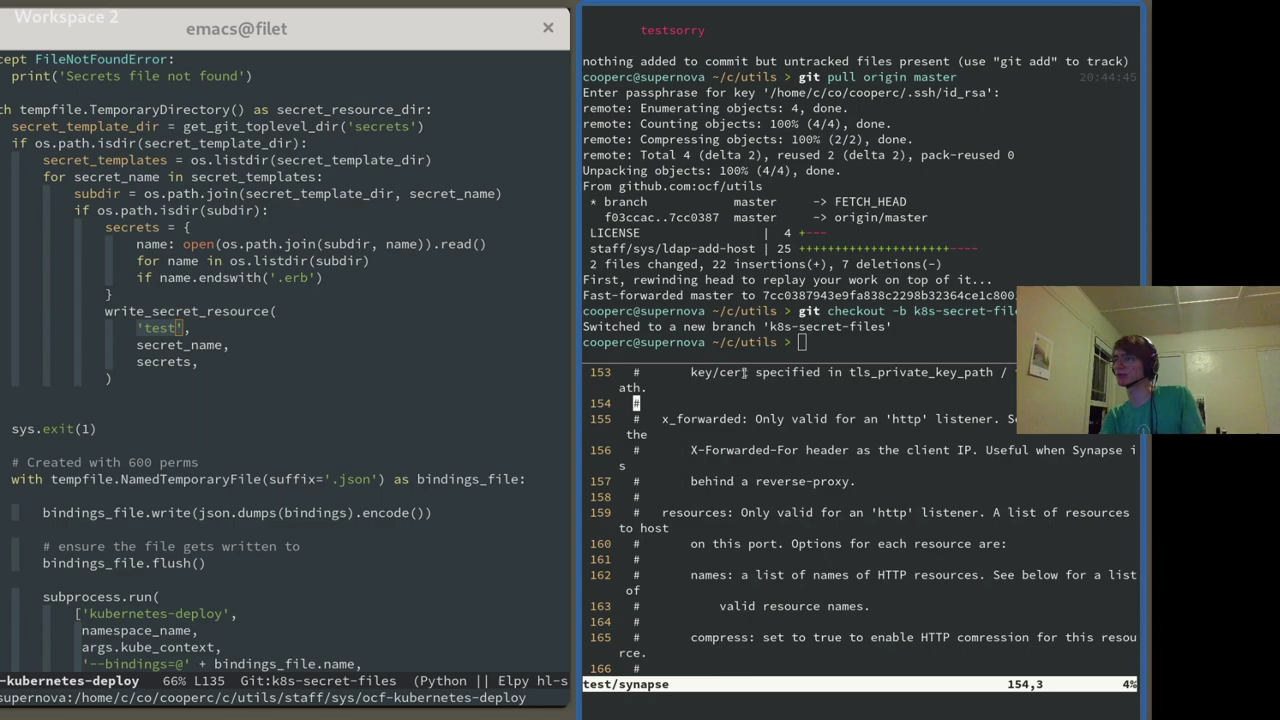 Workspace 2
emacs@filet
×
cept FileNotFoundError:
print('Secrets file not found')
th tempfile.TemporaryDirectory() as secret_resource_dir:
secret_template_dir = get_git_toplevel_dir('secrets')
if os.path.isdir(secret_template_dir):
secret_templates = os.listdir(secret_template_dir)
for secret_name in secret_templates:
subdir = os.path.join(secret_template_dir, secret_name)
if os.path.isdir(subdir):
secrets = {
name: open(os.path.join(subdir, name)).read()
for name in os.listdir(subdir)
if name.endswith('.erb')
}
write_secret_resource(
'test',
secret_name,
secrets,
)
sys.exit(1)
# Created with 600 perms
with tempfile.NamedTemporaryFile(suffix='.json') as bindings_file:
bindings_file.write(json.dumps(bindings).encode())
# ensure the file gets written to
bindings_file.flush()
subprocess.run(
['kubernetes-deploy',
namespace_name,
args.kube_context,
'--bindings=@' + bindings_file.name,
-kubernetes-deploy 66% L135 Git:k8s-secret-files (Python || Elpy hl-s
supernova:/home/c/co/cooperc/c/utils/staff/sys/ocf-kubernetes-deploy
testsorry
nothing added to commit but untracked files present (use "git add" to track)
cooperc@supernova ~/c/utils > git pull origin master 20:44:45
Enter passphrase for key '/home/c/co/cooperc/.ssh/id_rsa':
remote: Enumerating objects: 4, done.
remote: Counting objects: 100% (4/4), done.
remote: Compressing objects: 100% (2/2), done.
remote: Total 4 (delta 2), reused 2 (delta 2), pack-reused 0
Unpacking objects: 100% (4/4), done.
From github.com:ocf/utils
* branch master -> FETCH_HEAD
f03ccac..7cc0387 master -> origin/master
LICENSE | 4 +---
staff/sys/ldap-add-host | 25 +++++++++++++++++++++----
2 files changed, 22 insertions(+), 7 deletions(-)
First, rewinding head to replay your work on top of it...
Fast-forwarded master to 7cc0387943e9fa838c2298b32364ce1c800
cooperc@supernova ~/c/utils > git checkout -b k8s-secret-file
Switched to a new branch 'k8s-secret-files'
cooperc@supernova ~/c/utils >
153 # key/cert specified in tls_private_key_path /
ath.
154 #
155 # x_forwarded: Only valid for an 'http' listener. Se
the
156 # X-Forwarded-For header as the client IP. Useful when Synapse i
s
157 # behind a reverse-proxy.
158 #
159 # resources: Only valid for an 'http' listener. A list of resources
to host
160 # on this port. Options for each resource are:
161 #
162 # names: a list of names of HTTP resources. See below for a list
of
163 # valid resource names.
164 #
165 # compress: set to true to enable HTTP comression for this resou
rce.
166 #
test/synapse 154,3 4%